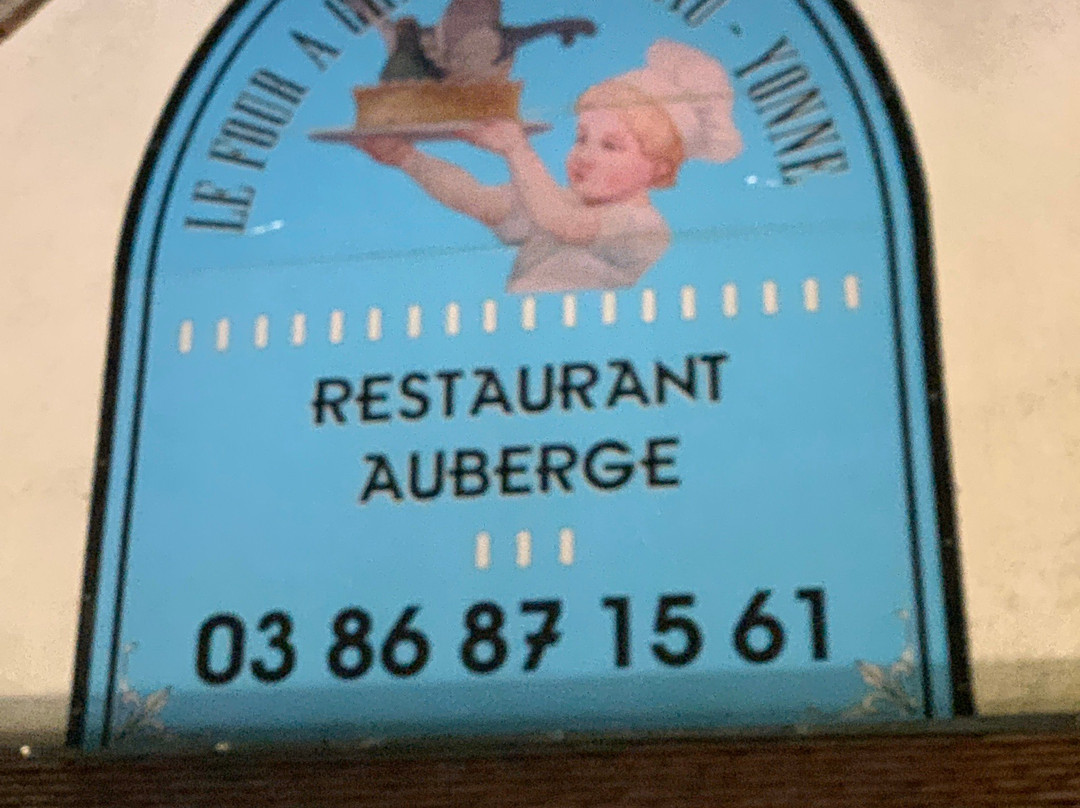 LE FOUR A - YONNE
RESTAURANT
AUBERGE
03 86 87 15 61